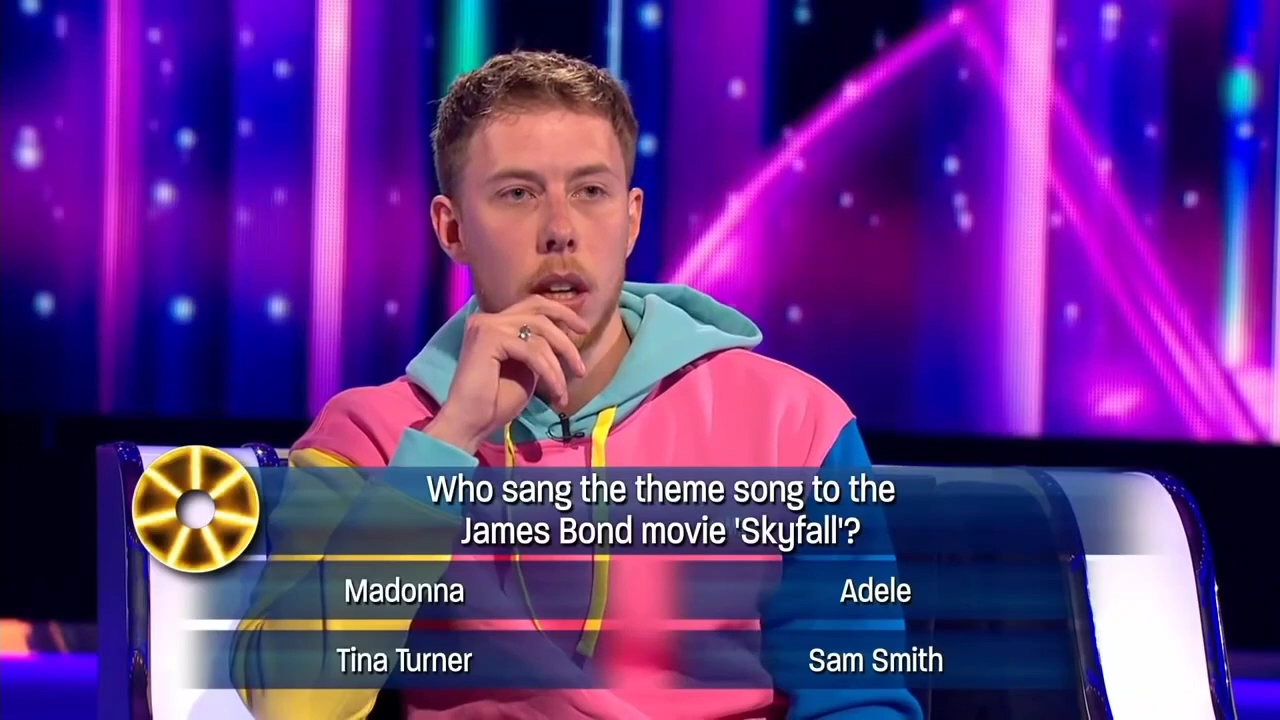 Who sang the theme song to the
James Bond movie 'Skyfall'?
Madonna
Adele
Tina Turner
Sam Smith